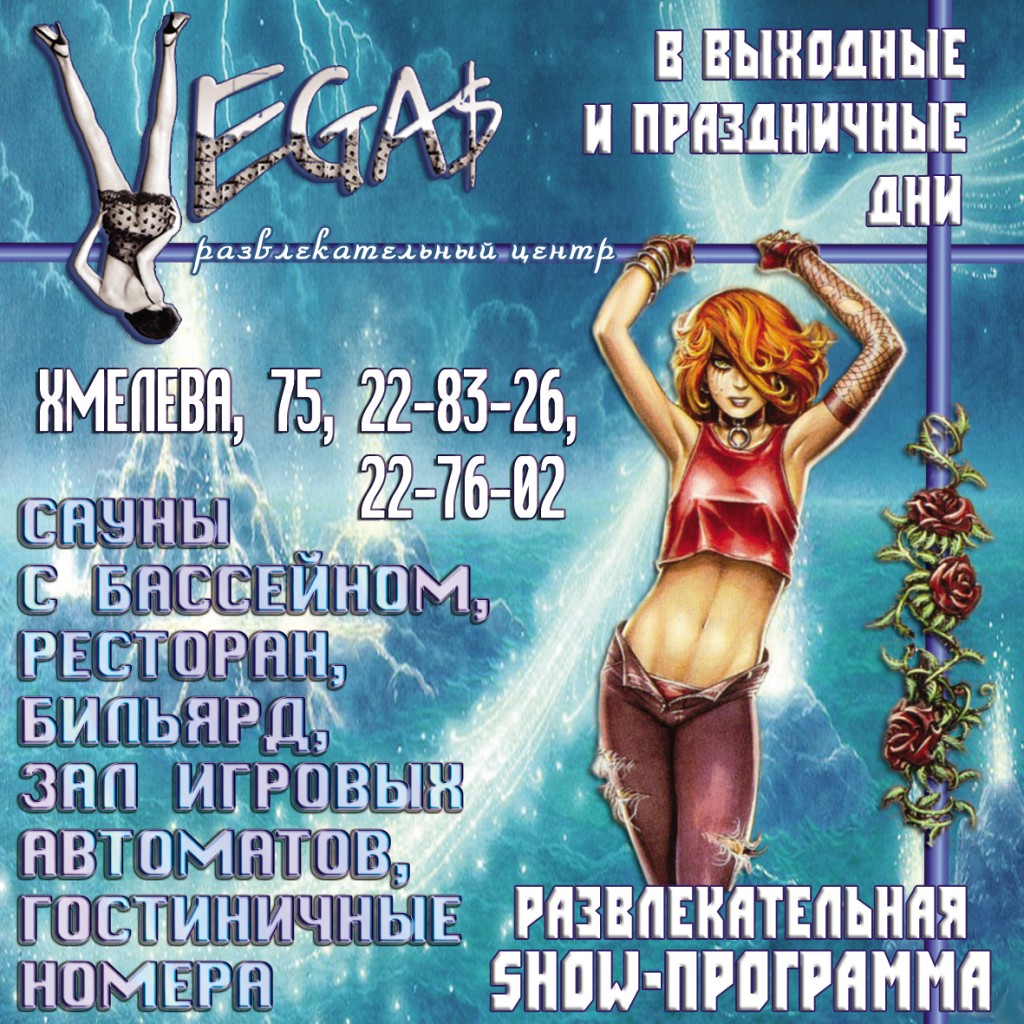 VEGA$
развлекательный центр
В ВЫХОДНЫЕ
И ПРАЗДНИЧНЫЕ
ДНИ
ХМЕЛЕВА, 75, 22-83-26,
22-76-02
САУНЫ
С БАССЕЙНОМ,
РЕСТОРАН,
БИЛЬЯРД,
ЗАЛ ИГРОВЫХ
АВТОМАТОВ,
ГОСТИНИЧНЫЕ
НОМЕРА
РАЗВЛЕКАТЕЛЬНАЯ
SHOW-ПРОГРАММА